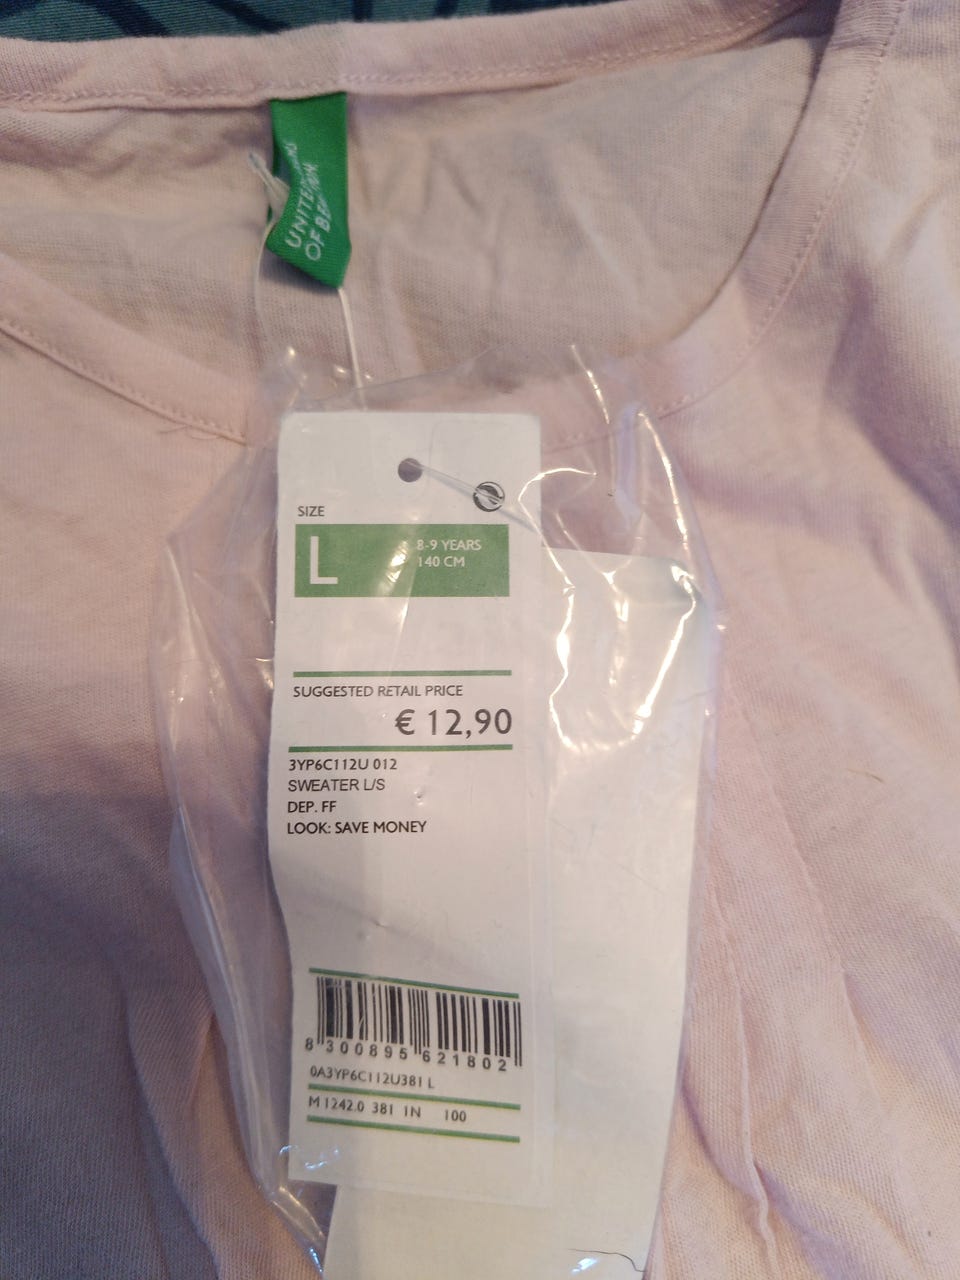 UNITED
OF BE
SIZE
L
8-9 YEARS
140 CM
SUGGESTED RETAIL PRICE
€ 12,90
3YP6C112U 012
SWEATER L/S
DEP. FF
LOOK: SAVE MONEY
8 300895 621802
0A3YP6C112U381 L
M 1242.0 381 IN 100